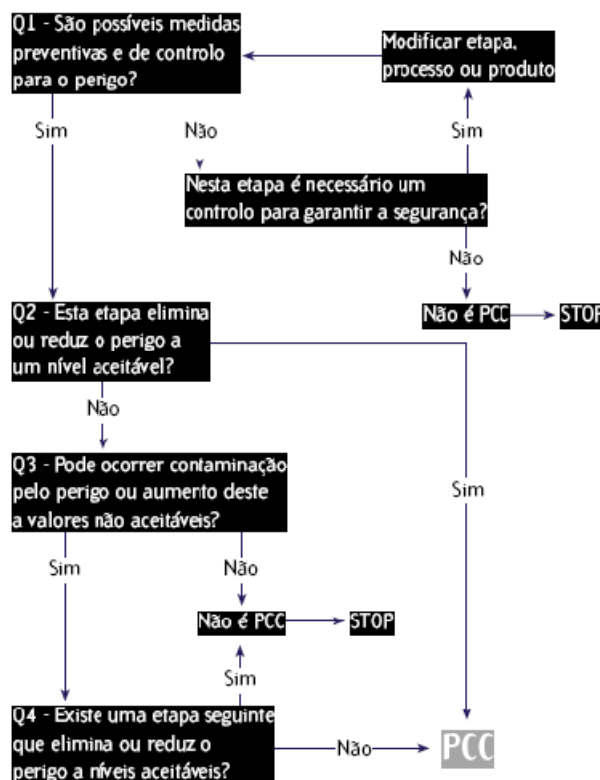 Q1 - São possíveis medidas
preventivas e de controlo
para o perigo?
Modificar etapa,
processo ou produto
Sim
Não
Sim
Nesta etapa é necessário um
controlo para garantir a segurança?
Não
Não é PCC
STOP
Q2 - Esta etapa elimina
ou reduz o perigo a
um nível aceitável?
Não
Sim
Q3 - Pode ocorrer contaminação
pelo perigo ou aumento deste
a valores não aceitáveis?
Sim
Não
Não é PCC
STOP
Sim
Q4 - Existe uma etapa seguinte
que elimina ou reduz o
perigo a níveis aceitáveis?
Não
PCC